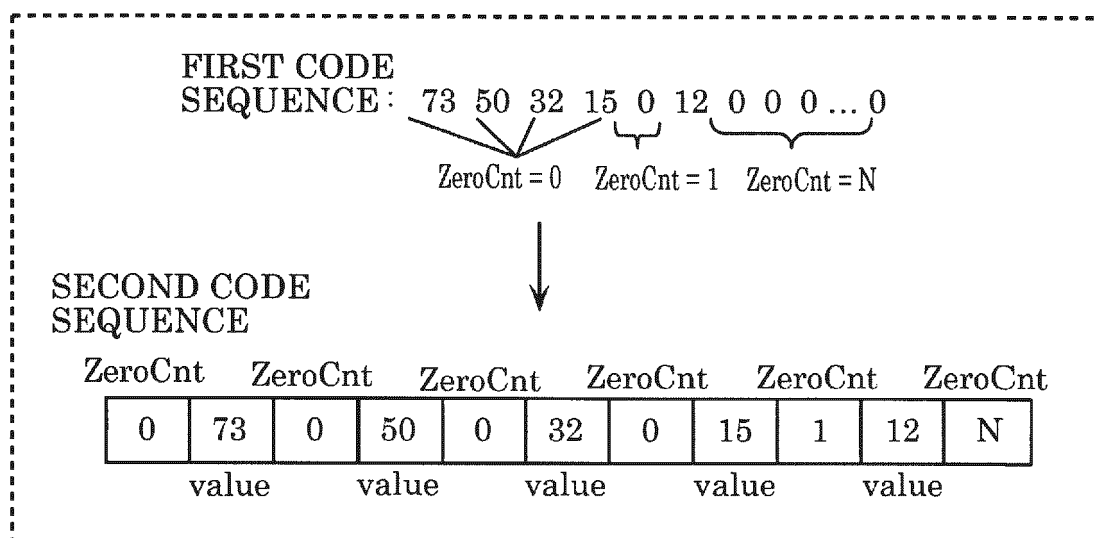 FIRST CODE
SEQUENCE: 73 50 32 15 0 12 0 0 0 ... 0
ZeroCnt = 0 ZeroCnt = 1 ZeroCnt = N
SECOND CODE
SEQUENCE
ZeroCnt ZeroCnt ZeroCnt ZeroCnt ZeroCnt ZeroCnt
0 73 0 50 0 32 0 15 1 12 N
value value value value value